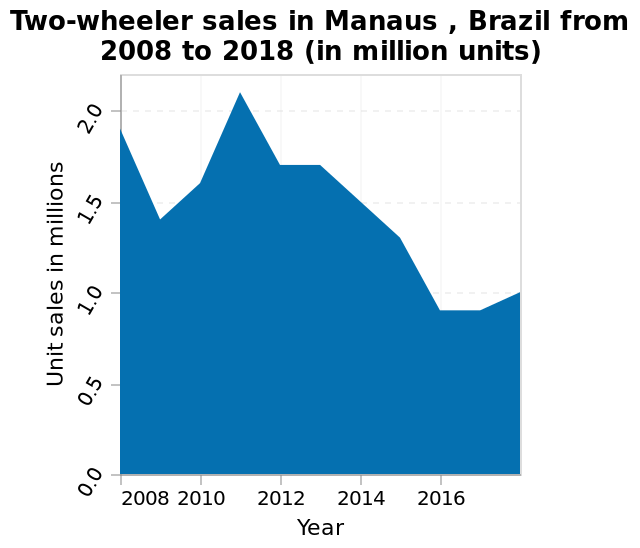 Two-wheeler sales in Manaus , Brazil from
2008 to 2018 (in million units)
2.0
1.5
1.0
0.5
0.0
Unit sales in millions
2008 2010 2012 2014 2016
Year